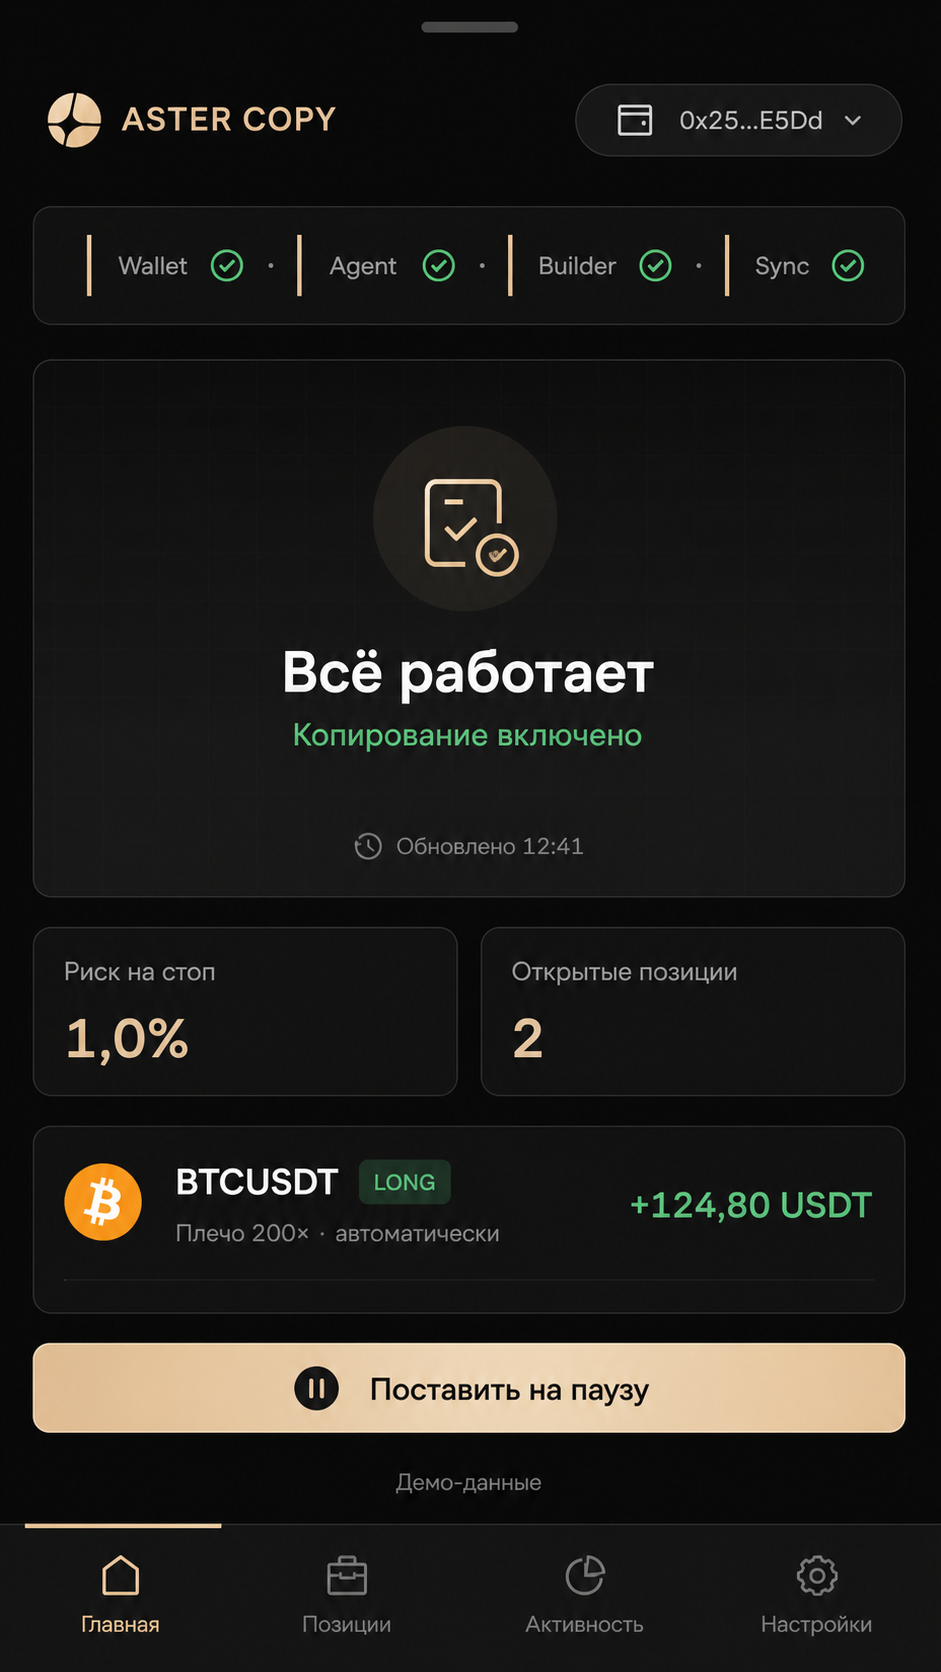 ASTER COPY
0x25...E5Dd
Wallet · Agent · Builder · Sync
Всё работает
Копирование включено
Обновлено 12:41
Риск на стоп
1,0%
Открытые позиции
2
BTCUSDT LONG
+124,80 USDT
Плечо 200× · автоматически
Поставить на паузу
Демо-данные
Главная
Позиции
Активность
Настройки